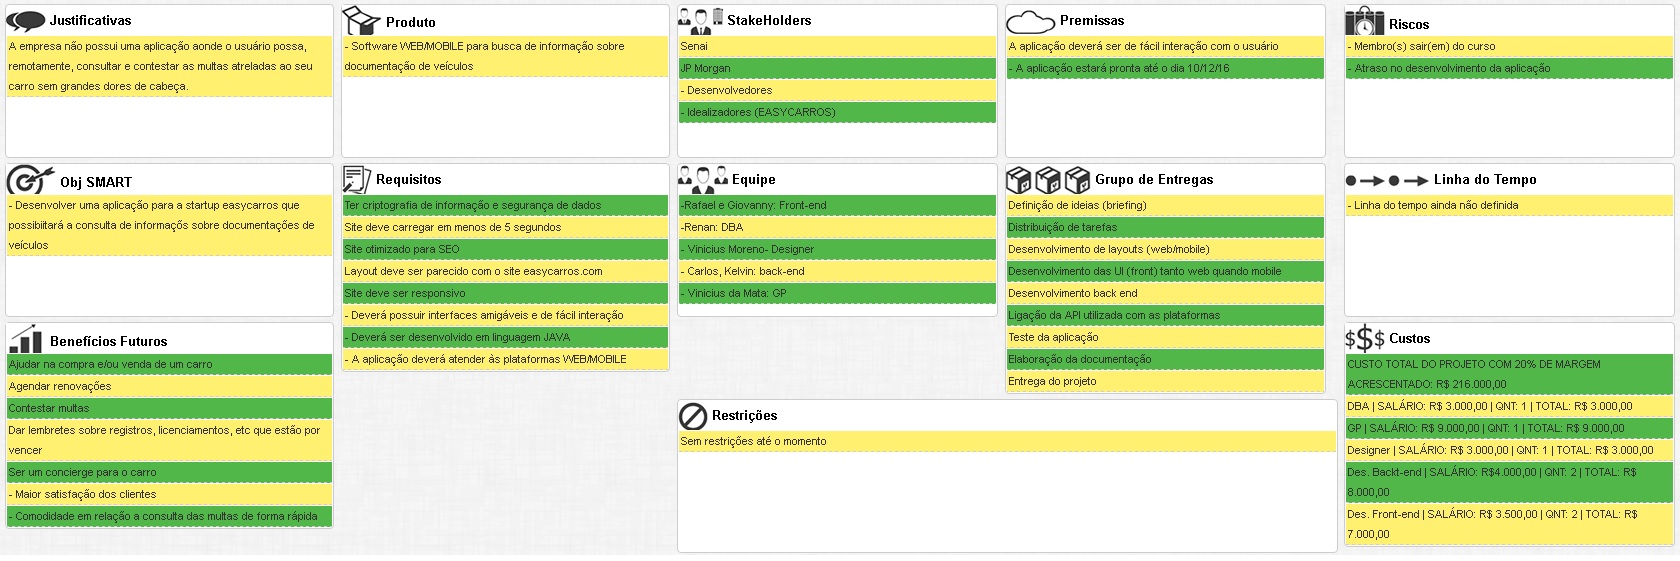 Justificativas
A empresa não possui uma aplicação aonde o usuário possa,
remotamente, consultar e contestar as multas atreladas ao seu
carro sem grandes dores de cabeça.
Produto
- Software WEB/MOBILE para busca de informação sobre
documentação de veículos
StakeHolders
Senai
JP Morgan
- Desenvolvedores
- Idealizadores (EASYCARROS)
Premissas
A aplicação deverá ser de fácil interação com o usuário
- A aplicação estará pronta até o dia 10/12/16
Riscos
- Membro(s) sair(em) do curso
- Atraso no desenvolvimento da aplicação
Obj SMART
- Desenvolver uma aplicação para a startup easycarros que
possibiitará a consulta de informaçõs sobre documentações de
veículos
Requisitos
Ter criptografia de informação e segurança de dados
Site deve carregar em menos de 5 segundos
Site otimizado para SEO
Layout deve ser parecido com o site easycarros.com
Site deve ser responsivo
- Deverá possuir interfaces amigáveis e de fácil interação
- Deverá ser desenvolvido em linguagem JAVA
- A aplicação deverá atender às plataformas WEB/MOBILE
Equipe
-Rafael e Giovanny: Front-end
-Renan: DBA
- Vinicius Moreno- Designer
- Carlos, Kelvin: back-end
- Vinicius da Mata: GP
Grupo de Entregas
Definição de ideias (briefing)
Distribuição de tarefas
Desenvolvimento de layouts (web/mobile)
Desenvolvimento das UI (front) tanto web quando mobile
Desenvolvimento back end
Ligação da API utilizada com as plataformas
Teste da aplicação
Elaboração da documentação
Entrega do projeto
Linha do Tempo
- Linha do tempo ainda não definida
Benefícios Futuros
Ajudar na compra e/ou venda de um carro
Agendar renovações
Contestar multas
Dar lembretes sobre registros, licenciamentos, etc que estão por
vencer
Ser um concierge para o carro
- Maior satisfação dos clientes
- Comodidade em relação a consulta das multas de forma rápida
Restrições
Sem restrições até o momento
$$$ Custos
CUSTO TOTAL DO PROJETO COM 20% DE MARGEM
ACRESCENTADO: R$ 216.000,00
DBA | SALÁRIO: R$ 3.000,00 | QNT: 1 | TOTAL: R$ 3.000,00
GP | SALÁRIO: R$ 9.000,00 | QNT: 1 | TOTAL: R$ 9.000,00
Designer | SALÁRIO: R$ 3.000,00 | QNT: 1 | TOTAL: R$ 3.000,00
Des. Backt-end | SALÁRIO: R$4.000,00 | QNT: 2 | TOTAL: R$
8.000,00
Des. Front-end | SALÁRIO: R$ 3.500,00 | QNT: 2 | TOTAL: R$
7.000,00